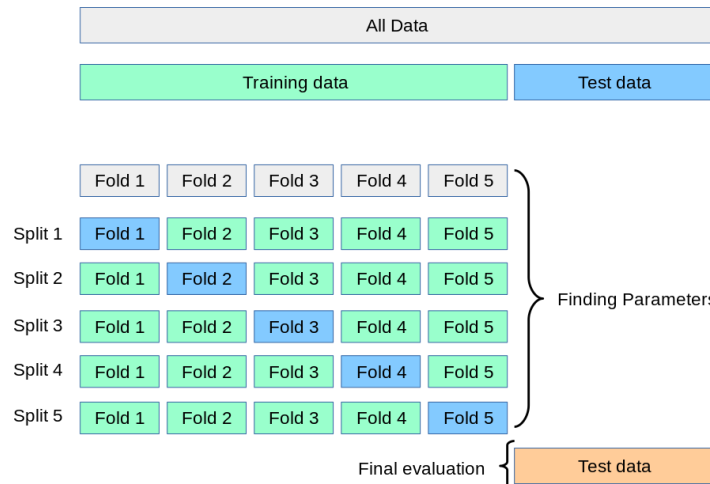 All Data
Training data Test data
Fold 1 Fold 2 Fold 3 Fold 4 Fold 5
Split 1 Fold 1 Fold 2 Fold 3 Fold 4 Fold 5
Split 2 Fold 1 Fold 2 Fold 3 Fold 4 Fold 5
Finding Parameters
Split 3 Fold 1 Fold 2 Fold 3 Fold 4 Fold 5
Split 4 Fold 1 Fold 2 Fold 3 Fold 4 Fold 5
Split 5 Fold 1 Fold 2 Fold 3 Fold 4 Fold 5
Final evaluation Test data